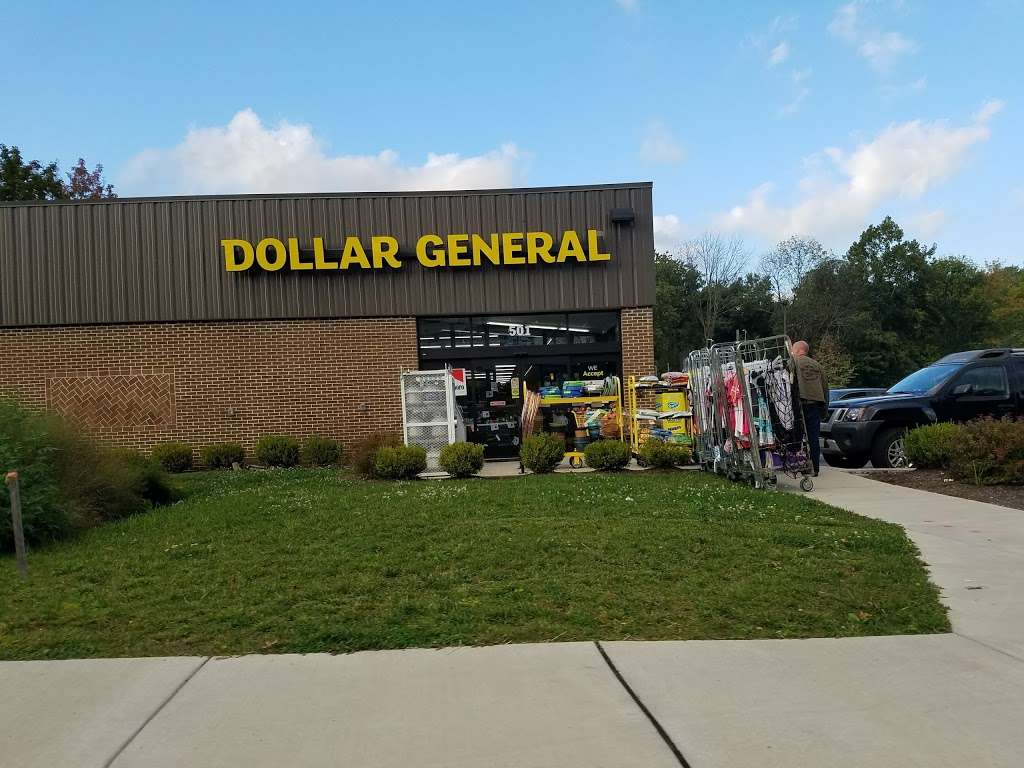 DOLLAR GENERAL
501
WE
Accept